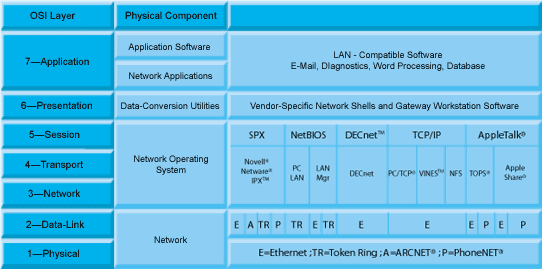 OSI Layer Physical Component
7—Application
Application Software
Network Applications
LAN - Compatible Software
E-Mail, Diagnostics, Word Processing, Database
6—Presentation Data-Conversion Utilities Vendor-Specific Network Shells and Gateway Workstation Software
5—Session
4—Transport
3—Network
Network Operating
System
SPX NetBIOS DECnet™ TCP/IP AppleTalk®
Novell®
Netware®
IPX™
PC
LAN
LAN
Mgr
DECnet
PC/TCP®
VINES™
NFS
TOPS®
Apple
Share®
2—Data-Link
1—Physical
Network
E A TR P TR E TR E E E P E P
E=Ethernet ;TR=Token Ring ;A=ARCNET® ; P=PhoneNET®